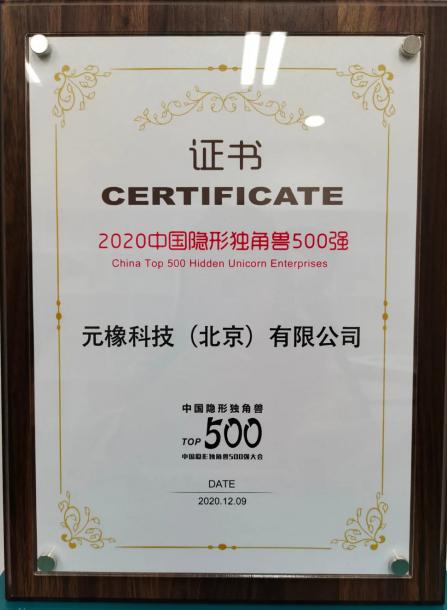 证书
CERTIFICATE
2020中国隐形独角兽500强
China Top 500 Hidden Unicorn Enterprises
元橡科技（北京）有限公司
中国隐形独角兽
TOP 500
中国隐形独角兽500强大会
DATE
2020.12.09